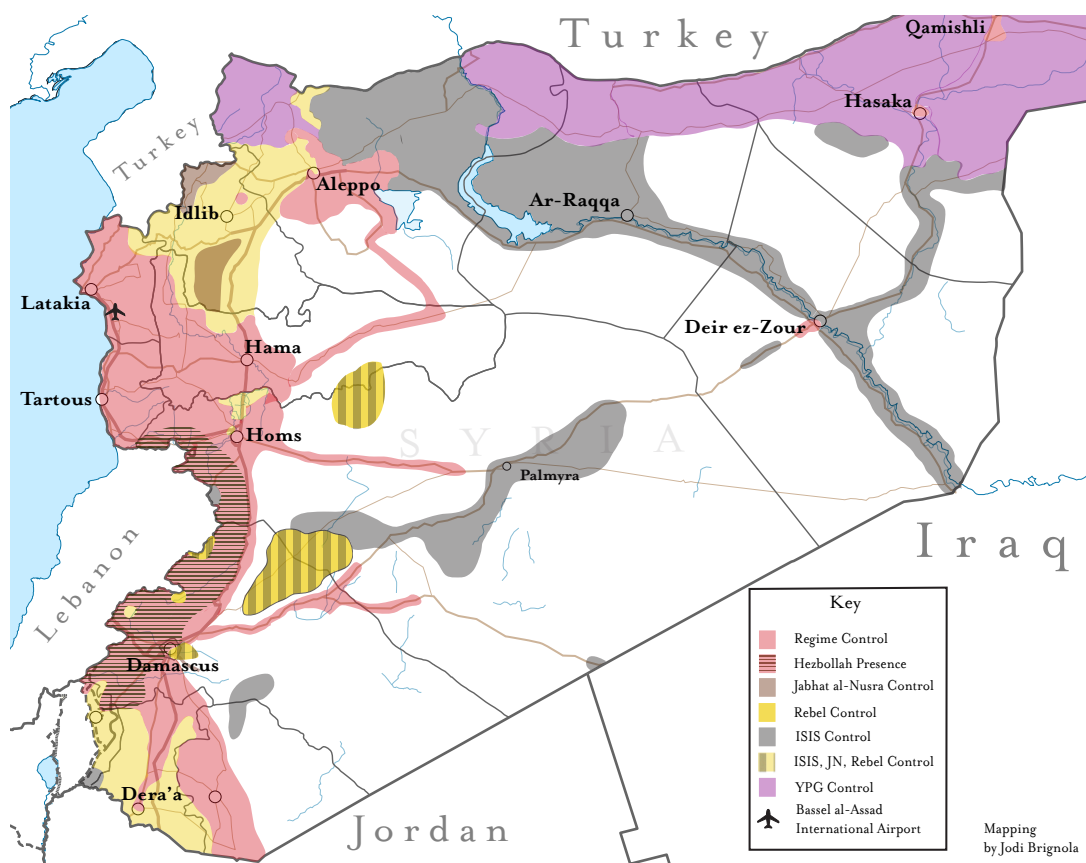 Turkey
Qamishli
Hasaka
Turkey
Aleppo
Idlib
Ar-Raqqa
Latakia
Deir ez-Zour
Hama
Tartous
Homs
SYRIA
Palmyra
Iraq
Lebanon
Damascus
Dera'a
Jordan
Key
Regime Control
Hezbollah Presence
Jabhat al-Nusra Control
Rebel Control
ISIS Control
ISIS, JN, Rebel Control
YPG Control
Bassel al-Assad
International Airport
Mapping
by Jodi Brignola